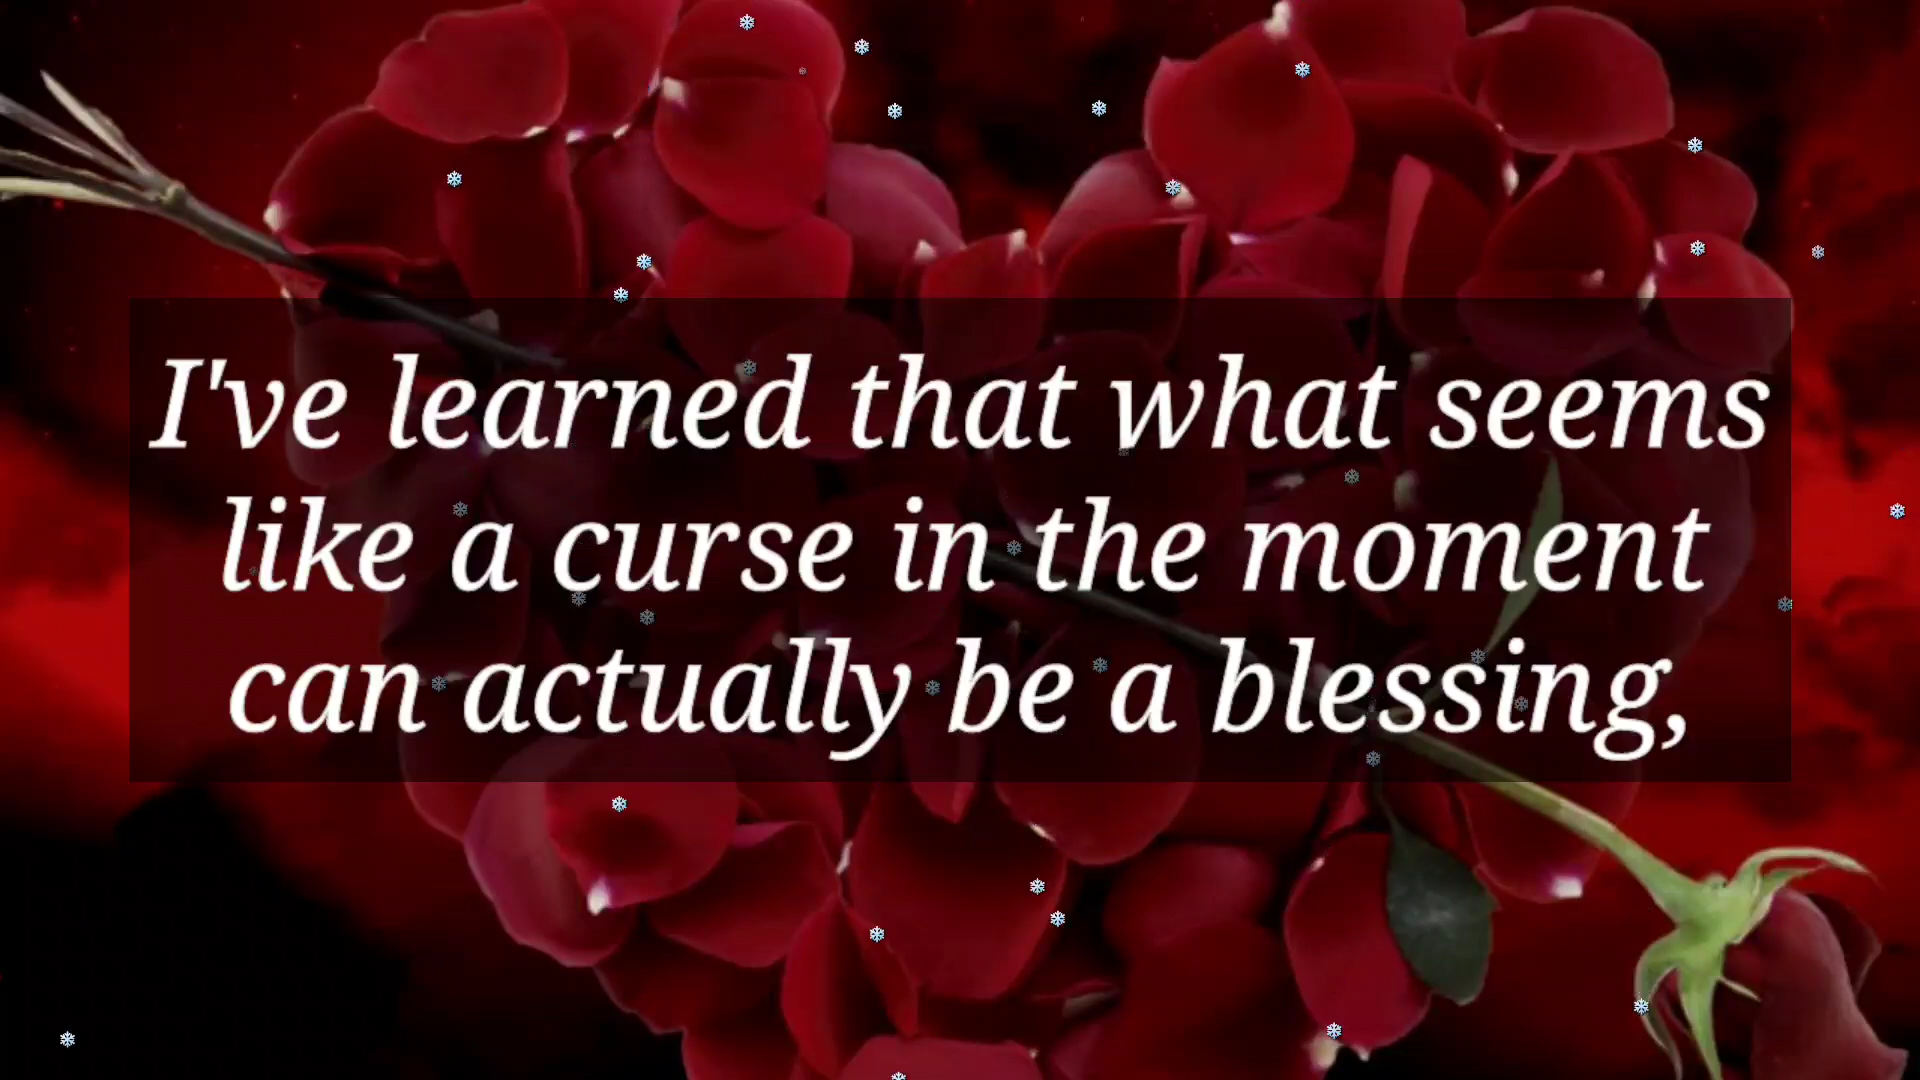 I've learned that what seems
like a curse in the moment
can actually be a blessing,